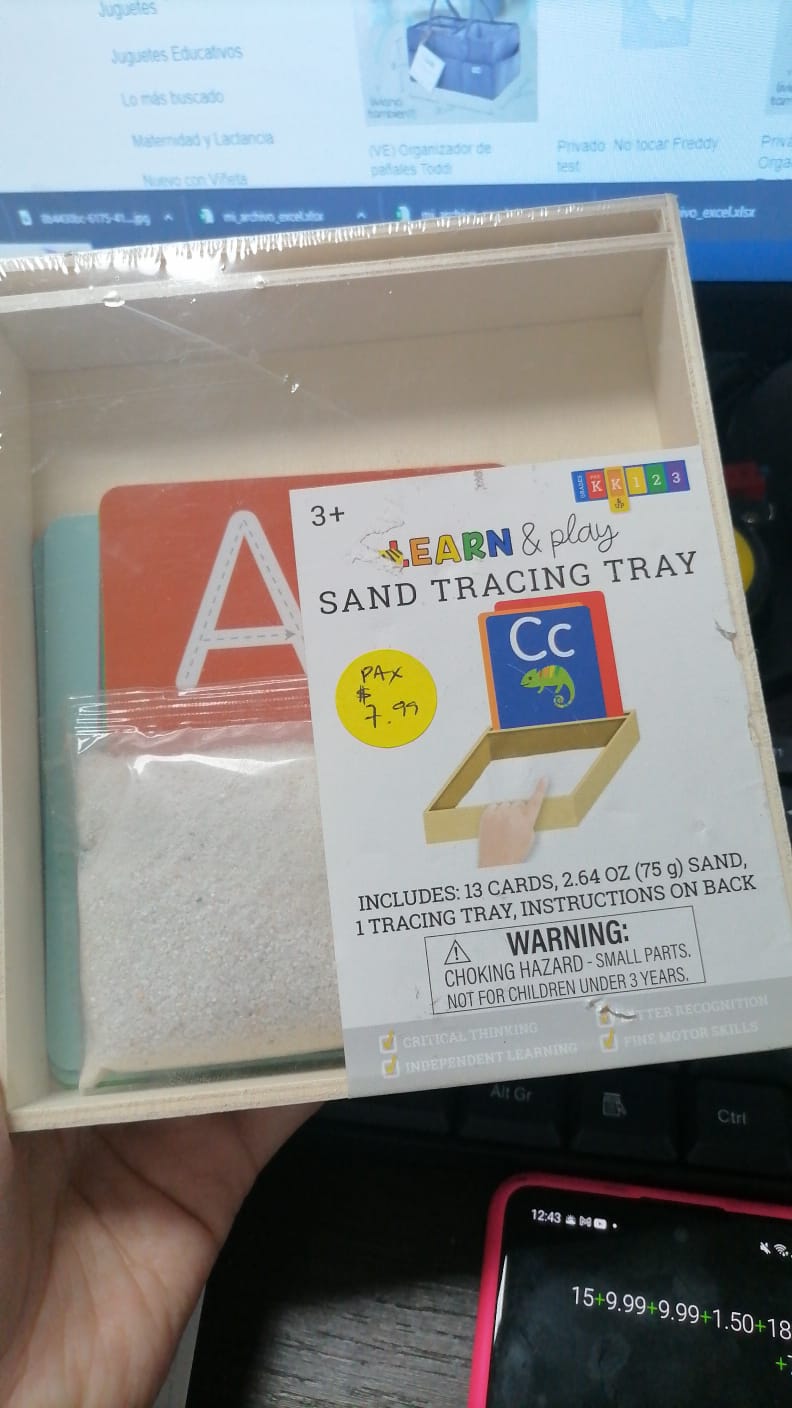 Juguetes
Juguetes Educativos
Lo más buscado
Maternidad y Lactancia
Nuevo con Viñeta
(VE) Organizador de
pañales Toddi
Privado No tocar Freddy
test
mi_archivo_excel.xlsx
A
3+
GRADES PRE K K 1 2 3
& UP
LEARN & play
SAND TRACING TRAY
Cc
PAX
$
7.99
INCLUDES: 13 CARDS, 2.64 OZ (75 g) SAND,
1 TRACING TRAY, INSTRUCTIONS ON BACK
WARNING:
CHOKING HAZARD - SMALL PARTS.
NOT FOR CHILDREN UNDER 3 YEARS.
CRITICAL THINKING
RECOGNITION
INDEPENDENT LEARNING
FINE MOTOR SKILLS
Alt Gr
Ctrl
12:43
15+9.99+9.99+1.50+18